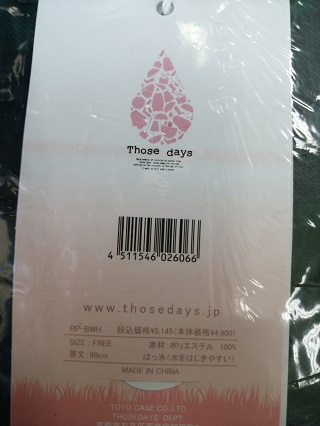 Those days
4 511546 026066
www.thosedays.jp
RP-BWH 税込価格¥5,145(本体価格¥4,900)
SIZE : FREE 素材:ポリエステル 100%
着丈:80cm はっ水(水をはじきやすい)
MADE IN CHINA
TOYO CASE CO.,LTD.
THOSEDAYS DEPT.